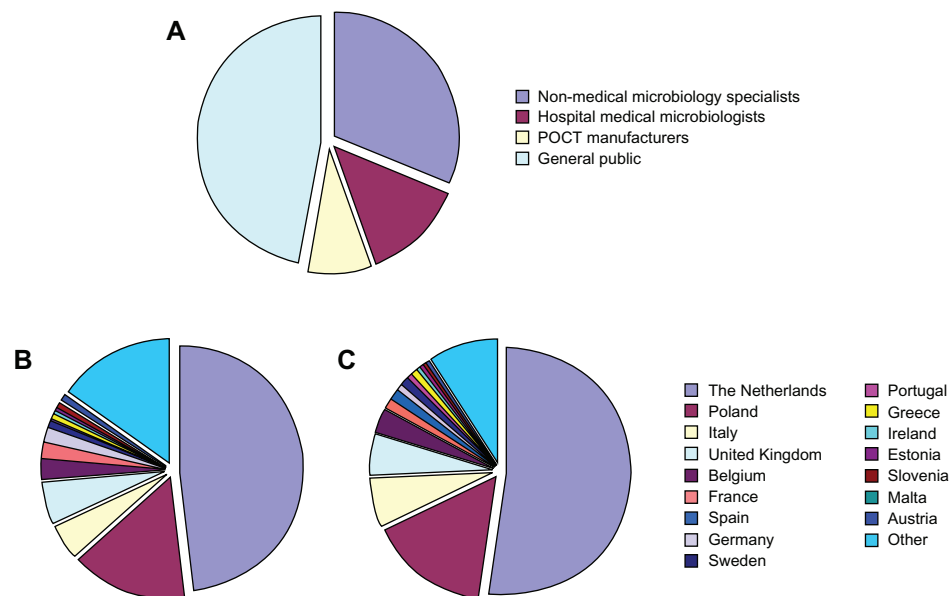 A
Non-medical microbiology specialists
Hospital medical microbiologists
POCT manufacturers
General public
B
C
The Netherlands
Poland
Italy
United Kingdom
Belgium
France
Spain
Germany
Sweden
Portugal
Greece
Ireland
Estonia
Slovenia
Malta
Austria
Other